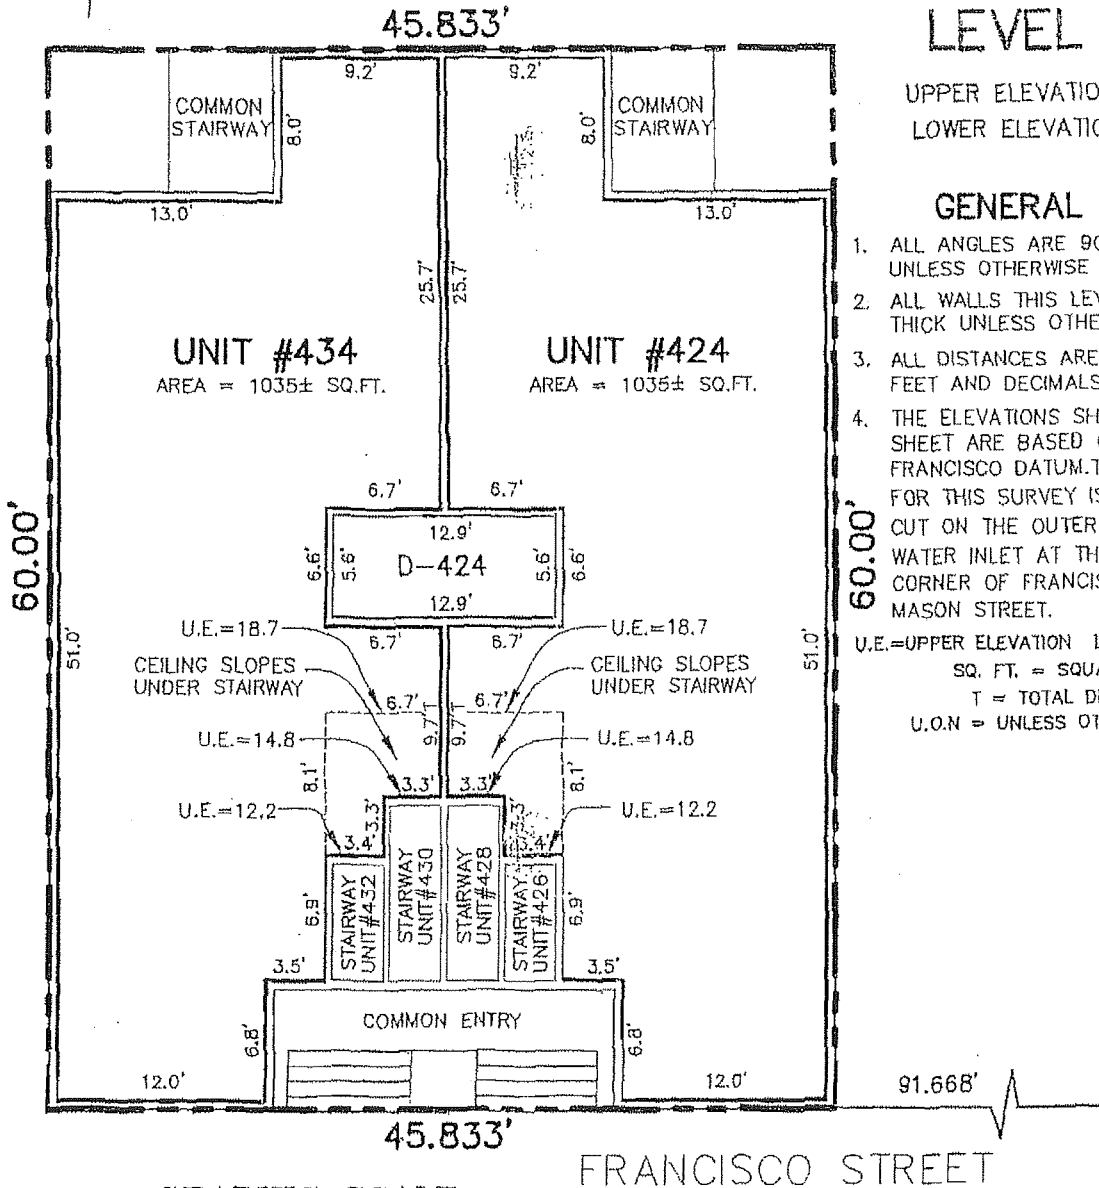 45.833'
LEVEL
9.2'
9.2'
UPPER ELEVATIO
COMMON
STAIRWAY
8.0'
8.0'
COMMON
STAIRWAY
LOWER ELEVATIO
13.0'
13.0'
GENERAL
1. ALL ANGLES ARE 90
UNLESS OTHERWISE
25.7'
25.7'
2. ALL WALLS THIS LEV
THICK UNLESS OTHE
UNIT #434
AREA = 1035± SQ.FT.
UNIT #424
AREA = 1035± SQ.FT.
3. ALL DISTANCES ARE
FEET AND DECIMALS
4. THE ELEVATIONS SH
SHEET ARE BASED
FRANCISCO DATUM.T
FOR THIS SURVEY IS
CUT ON THE OUTER
WATER INLET AT TH
CORNER OF FRANCIS
MASON STREET.
60.00'
60.00'
6.7'
6.7'
12.9'
6.6'
5.6'
D-424
5.6'
6.6'
12.9'
6.7'
6.7'
51.0'
51.0'
U.E.=18.7
U.E.=18.7
U.E.=UPPER ELEVATION L
SQ. FT. = SQUA
T = TOTAL DI
U.O.N = UNLESS OT
CEILING SLOPES
UNDER STAIRWAY
CEILING SLOPES
UNDER STAIRWAY
6.7'
6.7'
9.7'T
9.7'T
U.E.=14.8
U.E.=14.8
8.1'
3.3'
3.3'
8.1'
U.E.=12.2
U.E.=12.2
3.3'
3.3'
3.4'
3.4'
6.9'
STAIRWAY
UNIT#432
STAIRWAY
UNIT#430
STAIRWAY
UNIT#428
STAIRWAY
UNIT#426
6.9'
3.5'
3.5'
6.8'
COMMON ENTRY
6.8'
12.0'
12.0'
91.668'
45.833'
FRANCISCO STREET